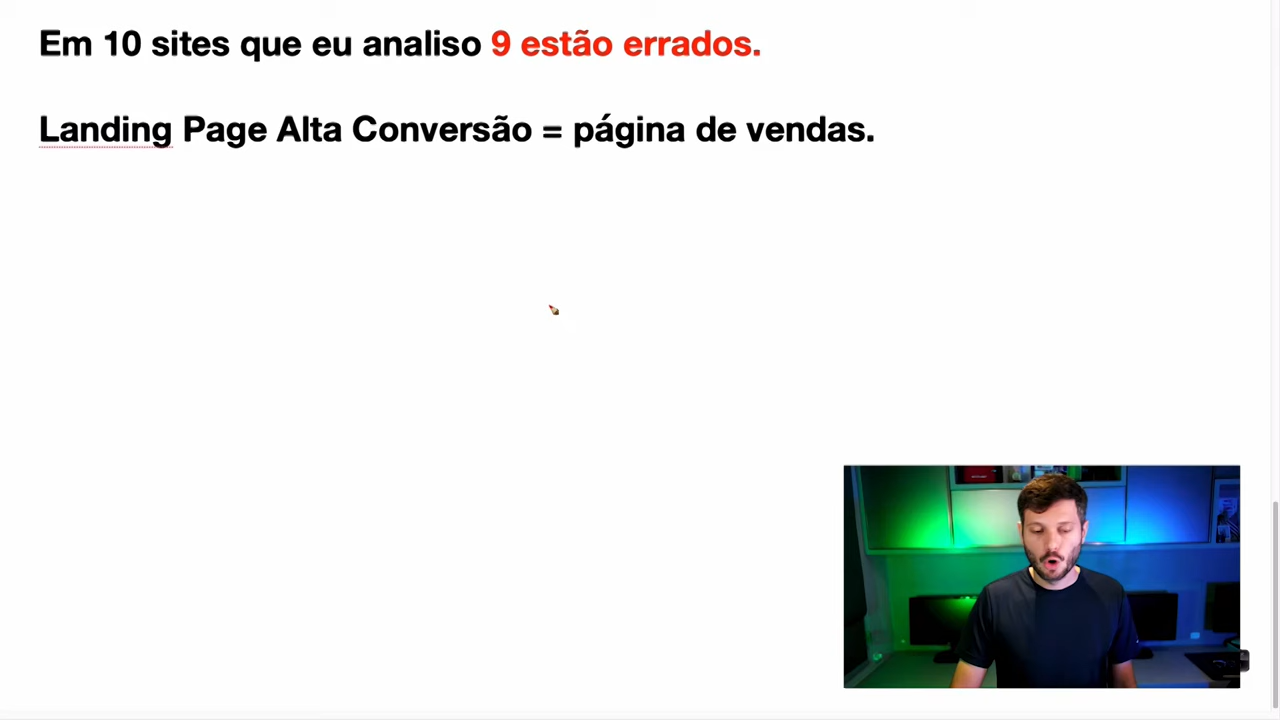 Em 10 sites que eu analiso 9 estão errados.
Landing Page Alta Conversão = página de vendas.